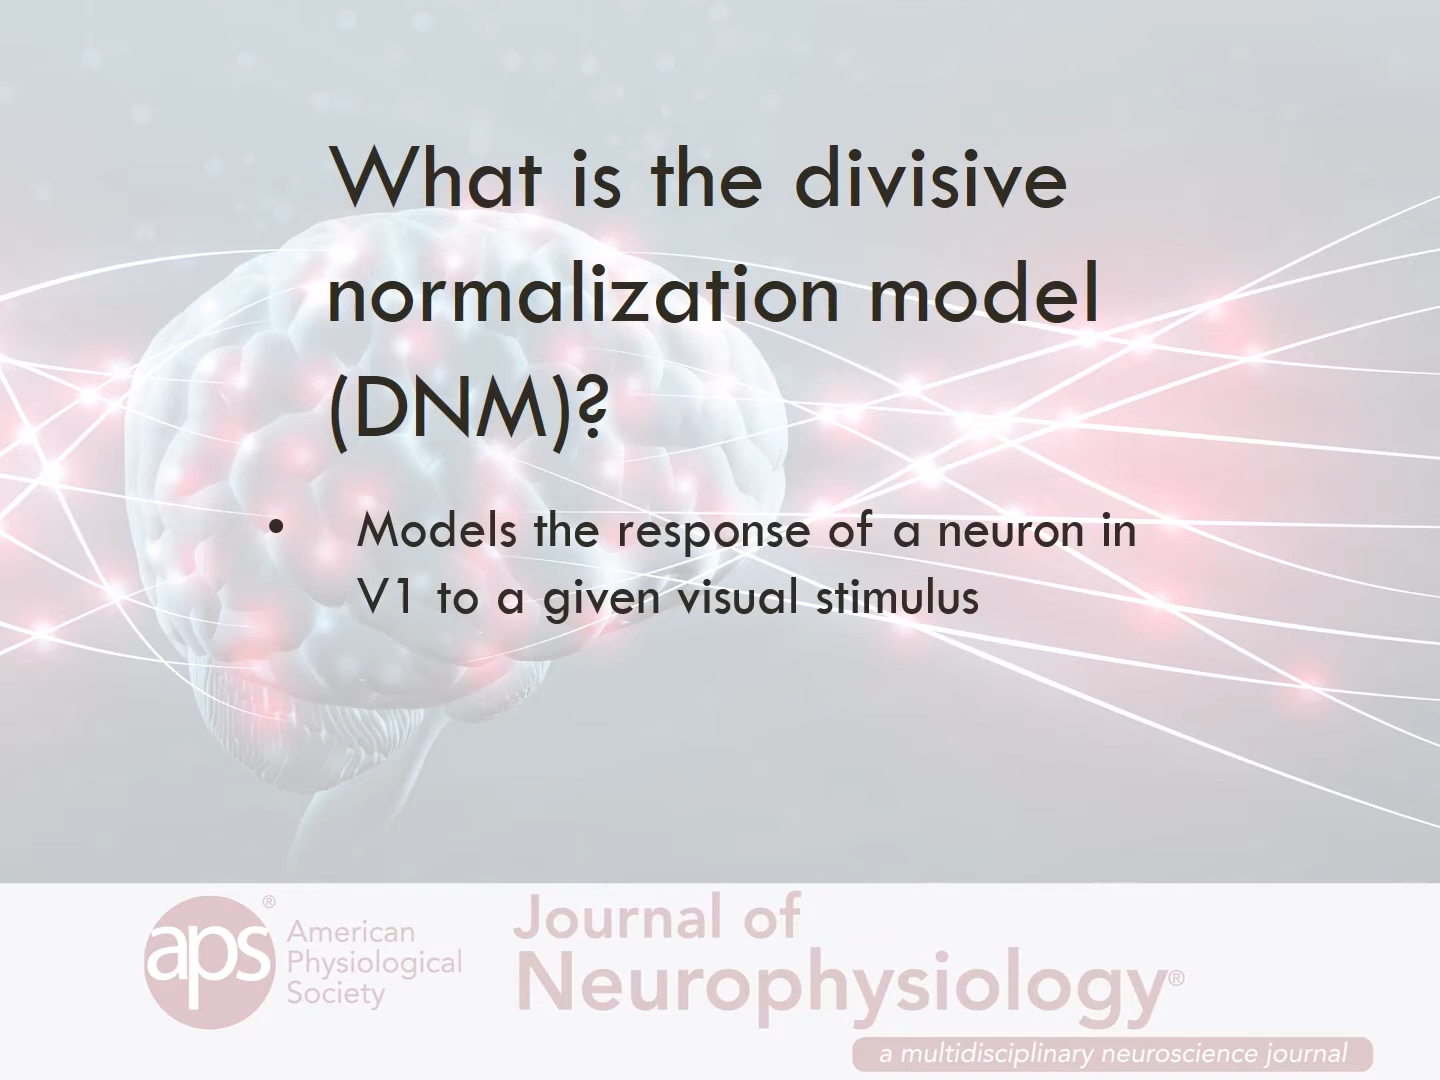 What is the divisive
normalization model
(DNM)?
• Models the response of a neuron in
V1 to a given visual stimulus
aps®
American
Physiological
Society
Journal of
Neurophysiology®
a multidisciplinary neuroscience journal